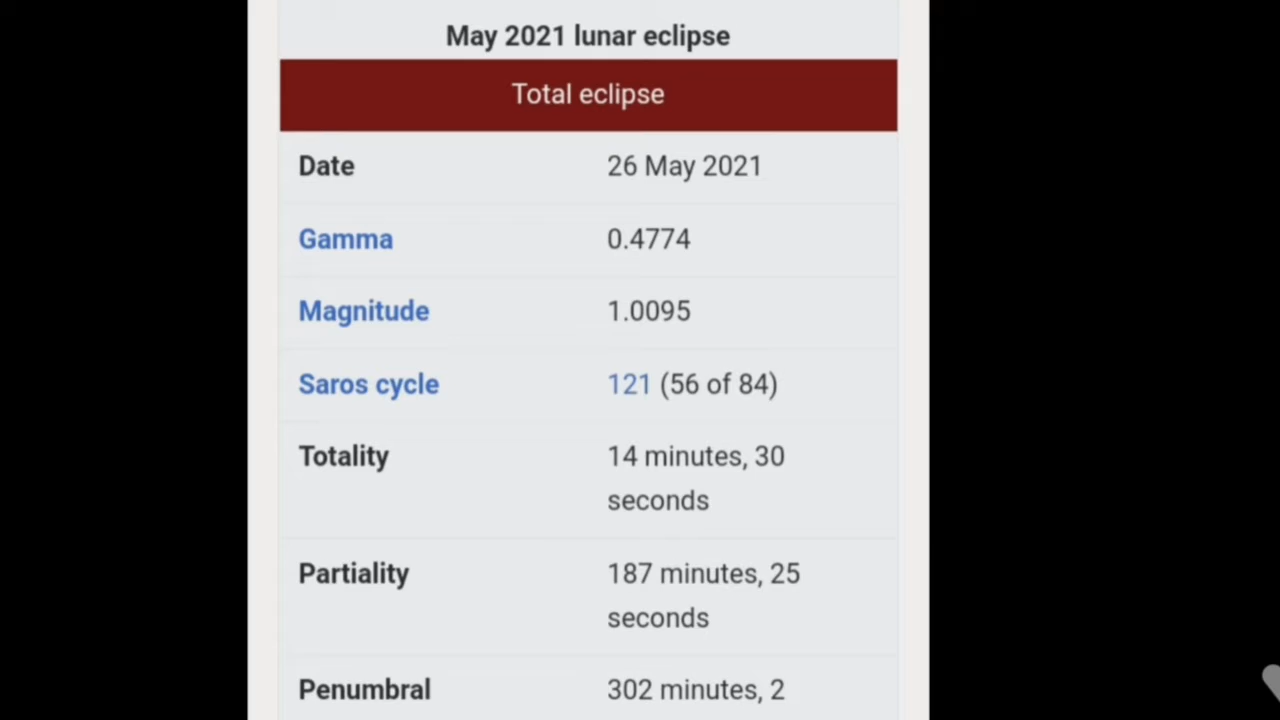 May 2021 lunar eclipse
Total eclipse
Date 26 May 2021
Gamma 0.4774
Magnitude 1.0095
Saros cycle 121 (56 of 84)
Totality 14 minutes, 30
seconds
Partiality 187 minutes, 25
seconds
Penumbral 302 minutes, 2